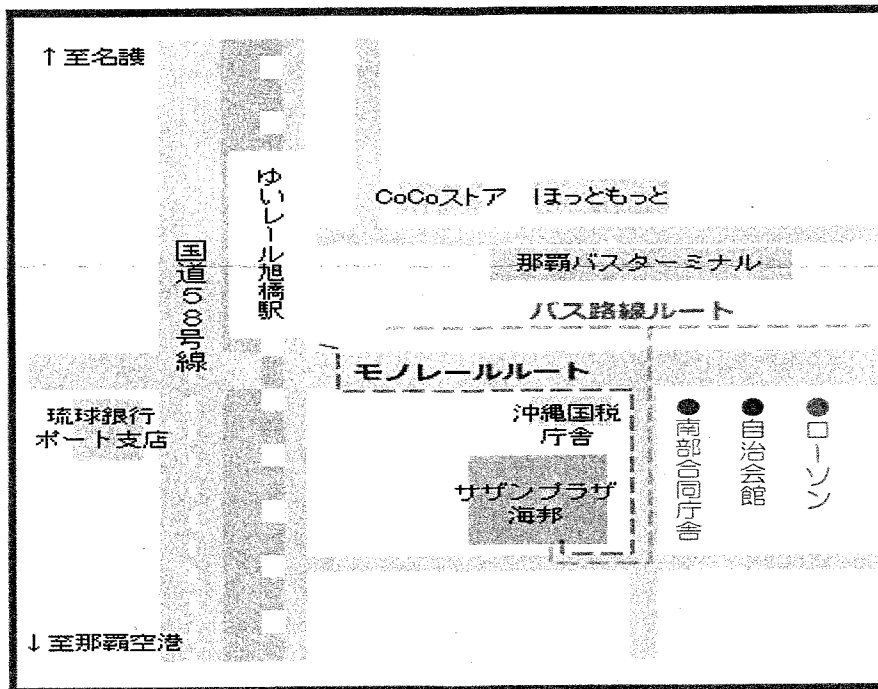 ↑至名護
CoCoストア
ほっともっと
ゆいレール旭橋駅
国道58号線
那覇バスターミナル
バス路線ルート
モノレールルート
琉球銀行
ポート支店
沖縄国税
庁舎
サザンプラザ
海邦
南部合同庁舎
自治会館
ローソン
↓至那覇空港